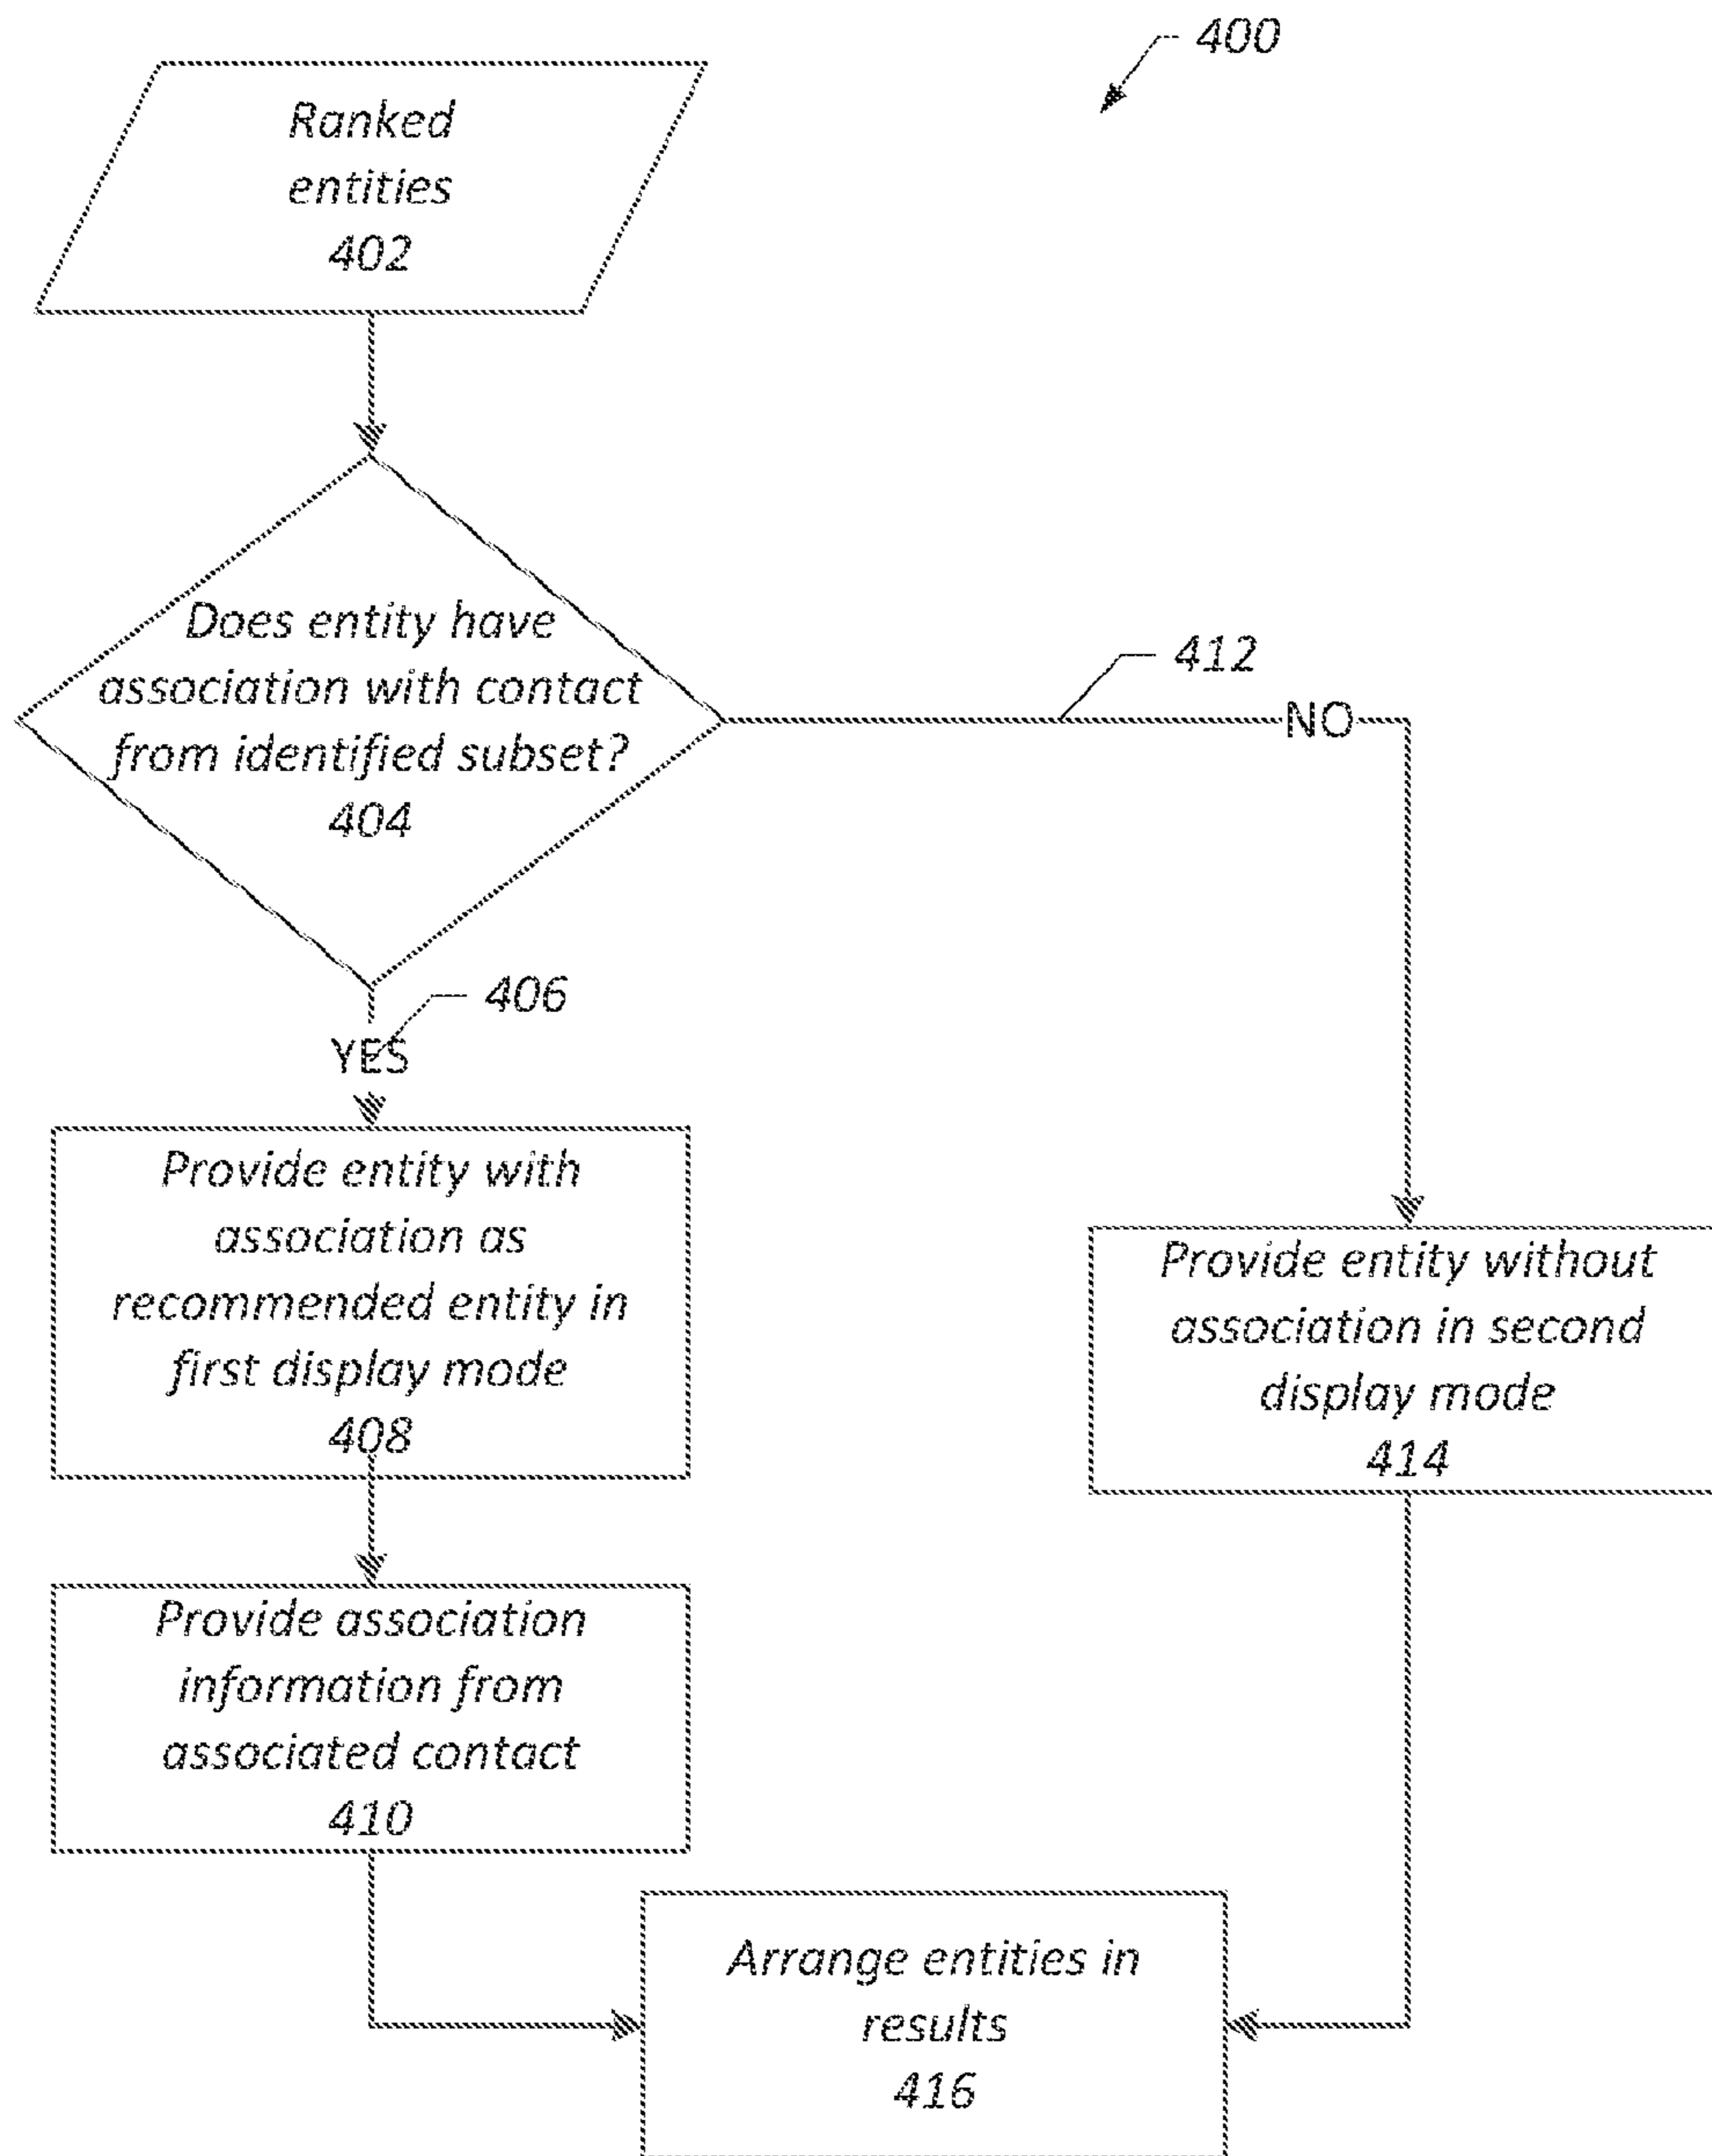 400
Ranked
entities
402
Does entity have
association with contact
from identified subset?
404
412
NO
406
YES
Provide entity with
association as
recommended entity in
first display mode
408
Provide entity without
association in second
display mode
414
Provide association
information from
associated contact
410
Arrange entities in
results
416